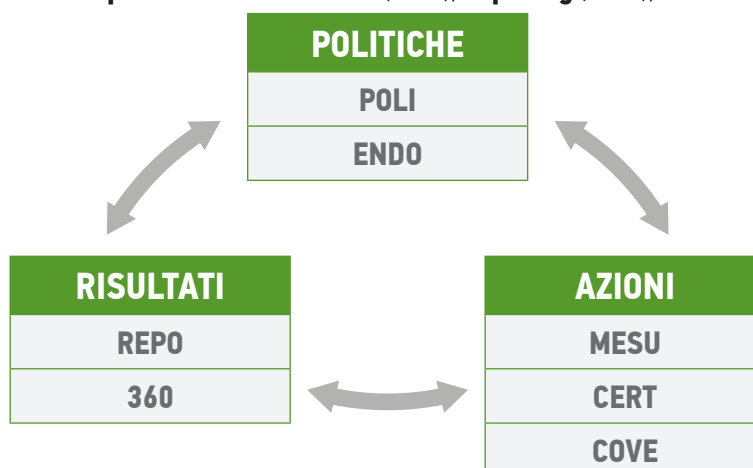 POLITICHE
POLI
ENDO
RISULTATI
REPO
360
AZIONI
MESU
CERT
COVE